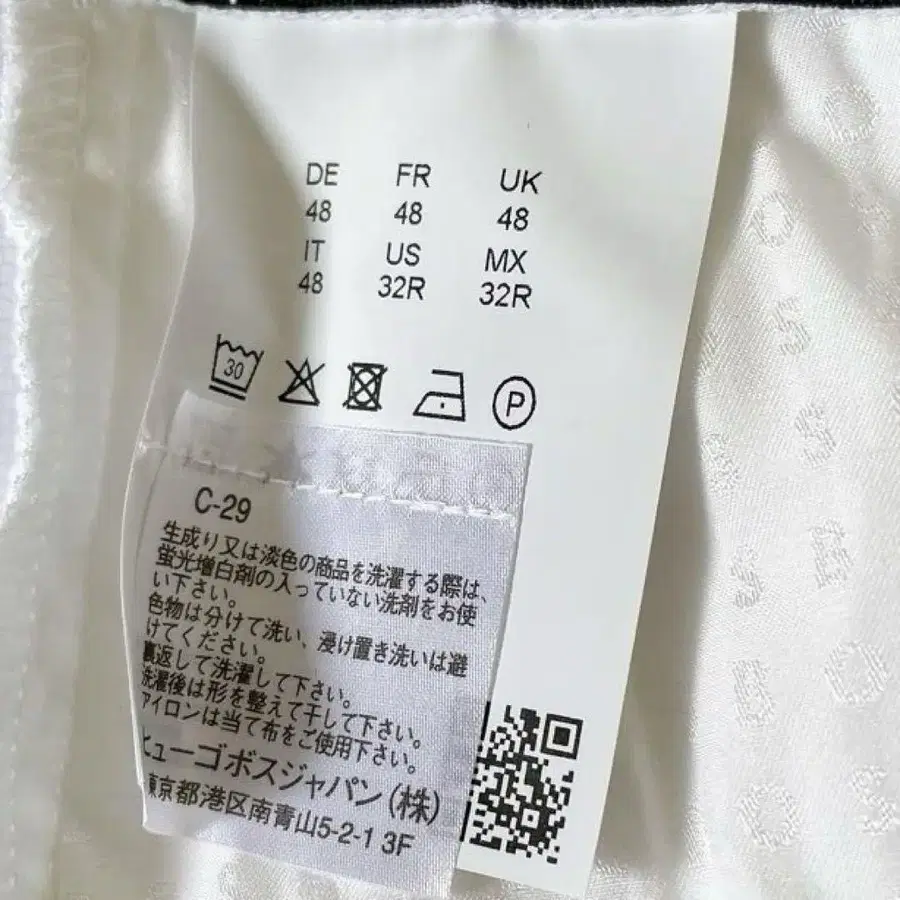 DE FR UK
48 48 48
IT US MX
48 32R 32R
30 P
C-29
生成り又は淡色の商品を洗濯する際は、
蛍光増白剤の入っていない洗剤をお使
い下さい。
色物は分けて洗い、浸け置き洗いは避
けてください。
裏返して洗濯して下さい。
洗濯後は形を整えて干して下さい。
アイロンは当て布をご使用下さい。
ヒューゴボスジャパン(株)
東京都港区南青山5-2-1 3F